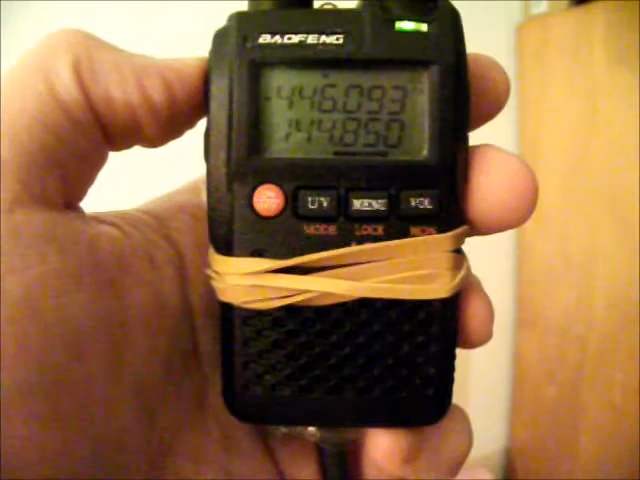 BAOFENG
446.093
144.850
U/V MENU VOL
MODE LOCK MON